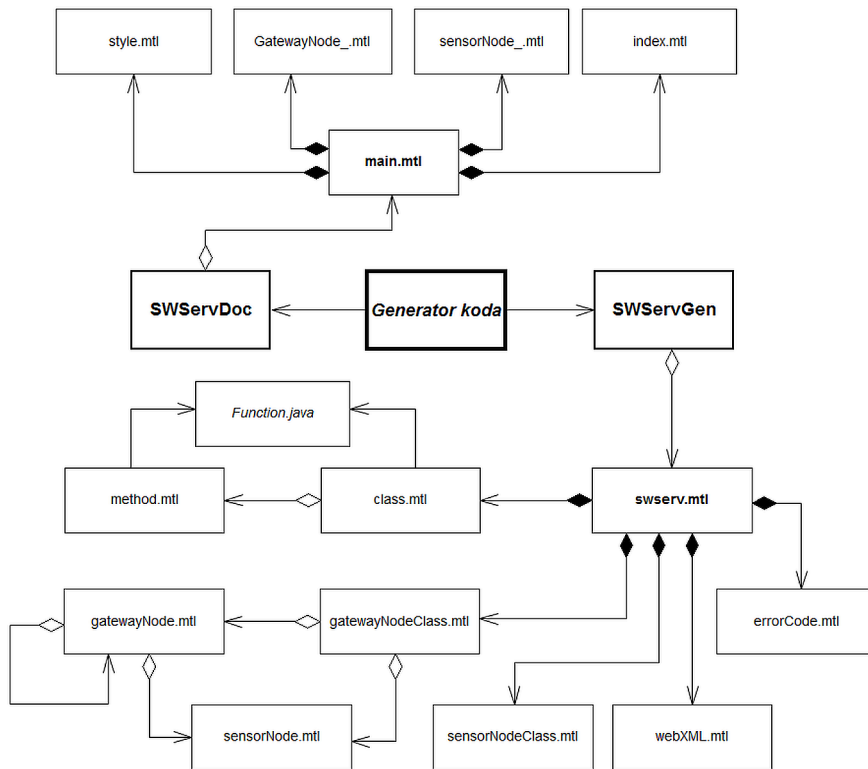 style.mtl
GatewayNode_.mtl
sensorNode_.mtl
index.mtl
main.mtl
SWServDoc
Generator koda
SWServGen
Function.java
method.mtl
class.mtl
swserv.mtl
gatewayNode.mtl
gatewayNodeClass.mtl
errorCode.mtl
sensorNode.mtl
sensorNodeClass.mtl
webXML.mtl